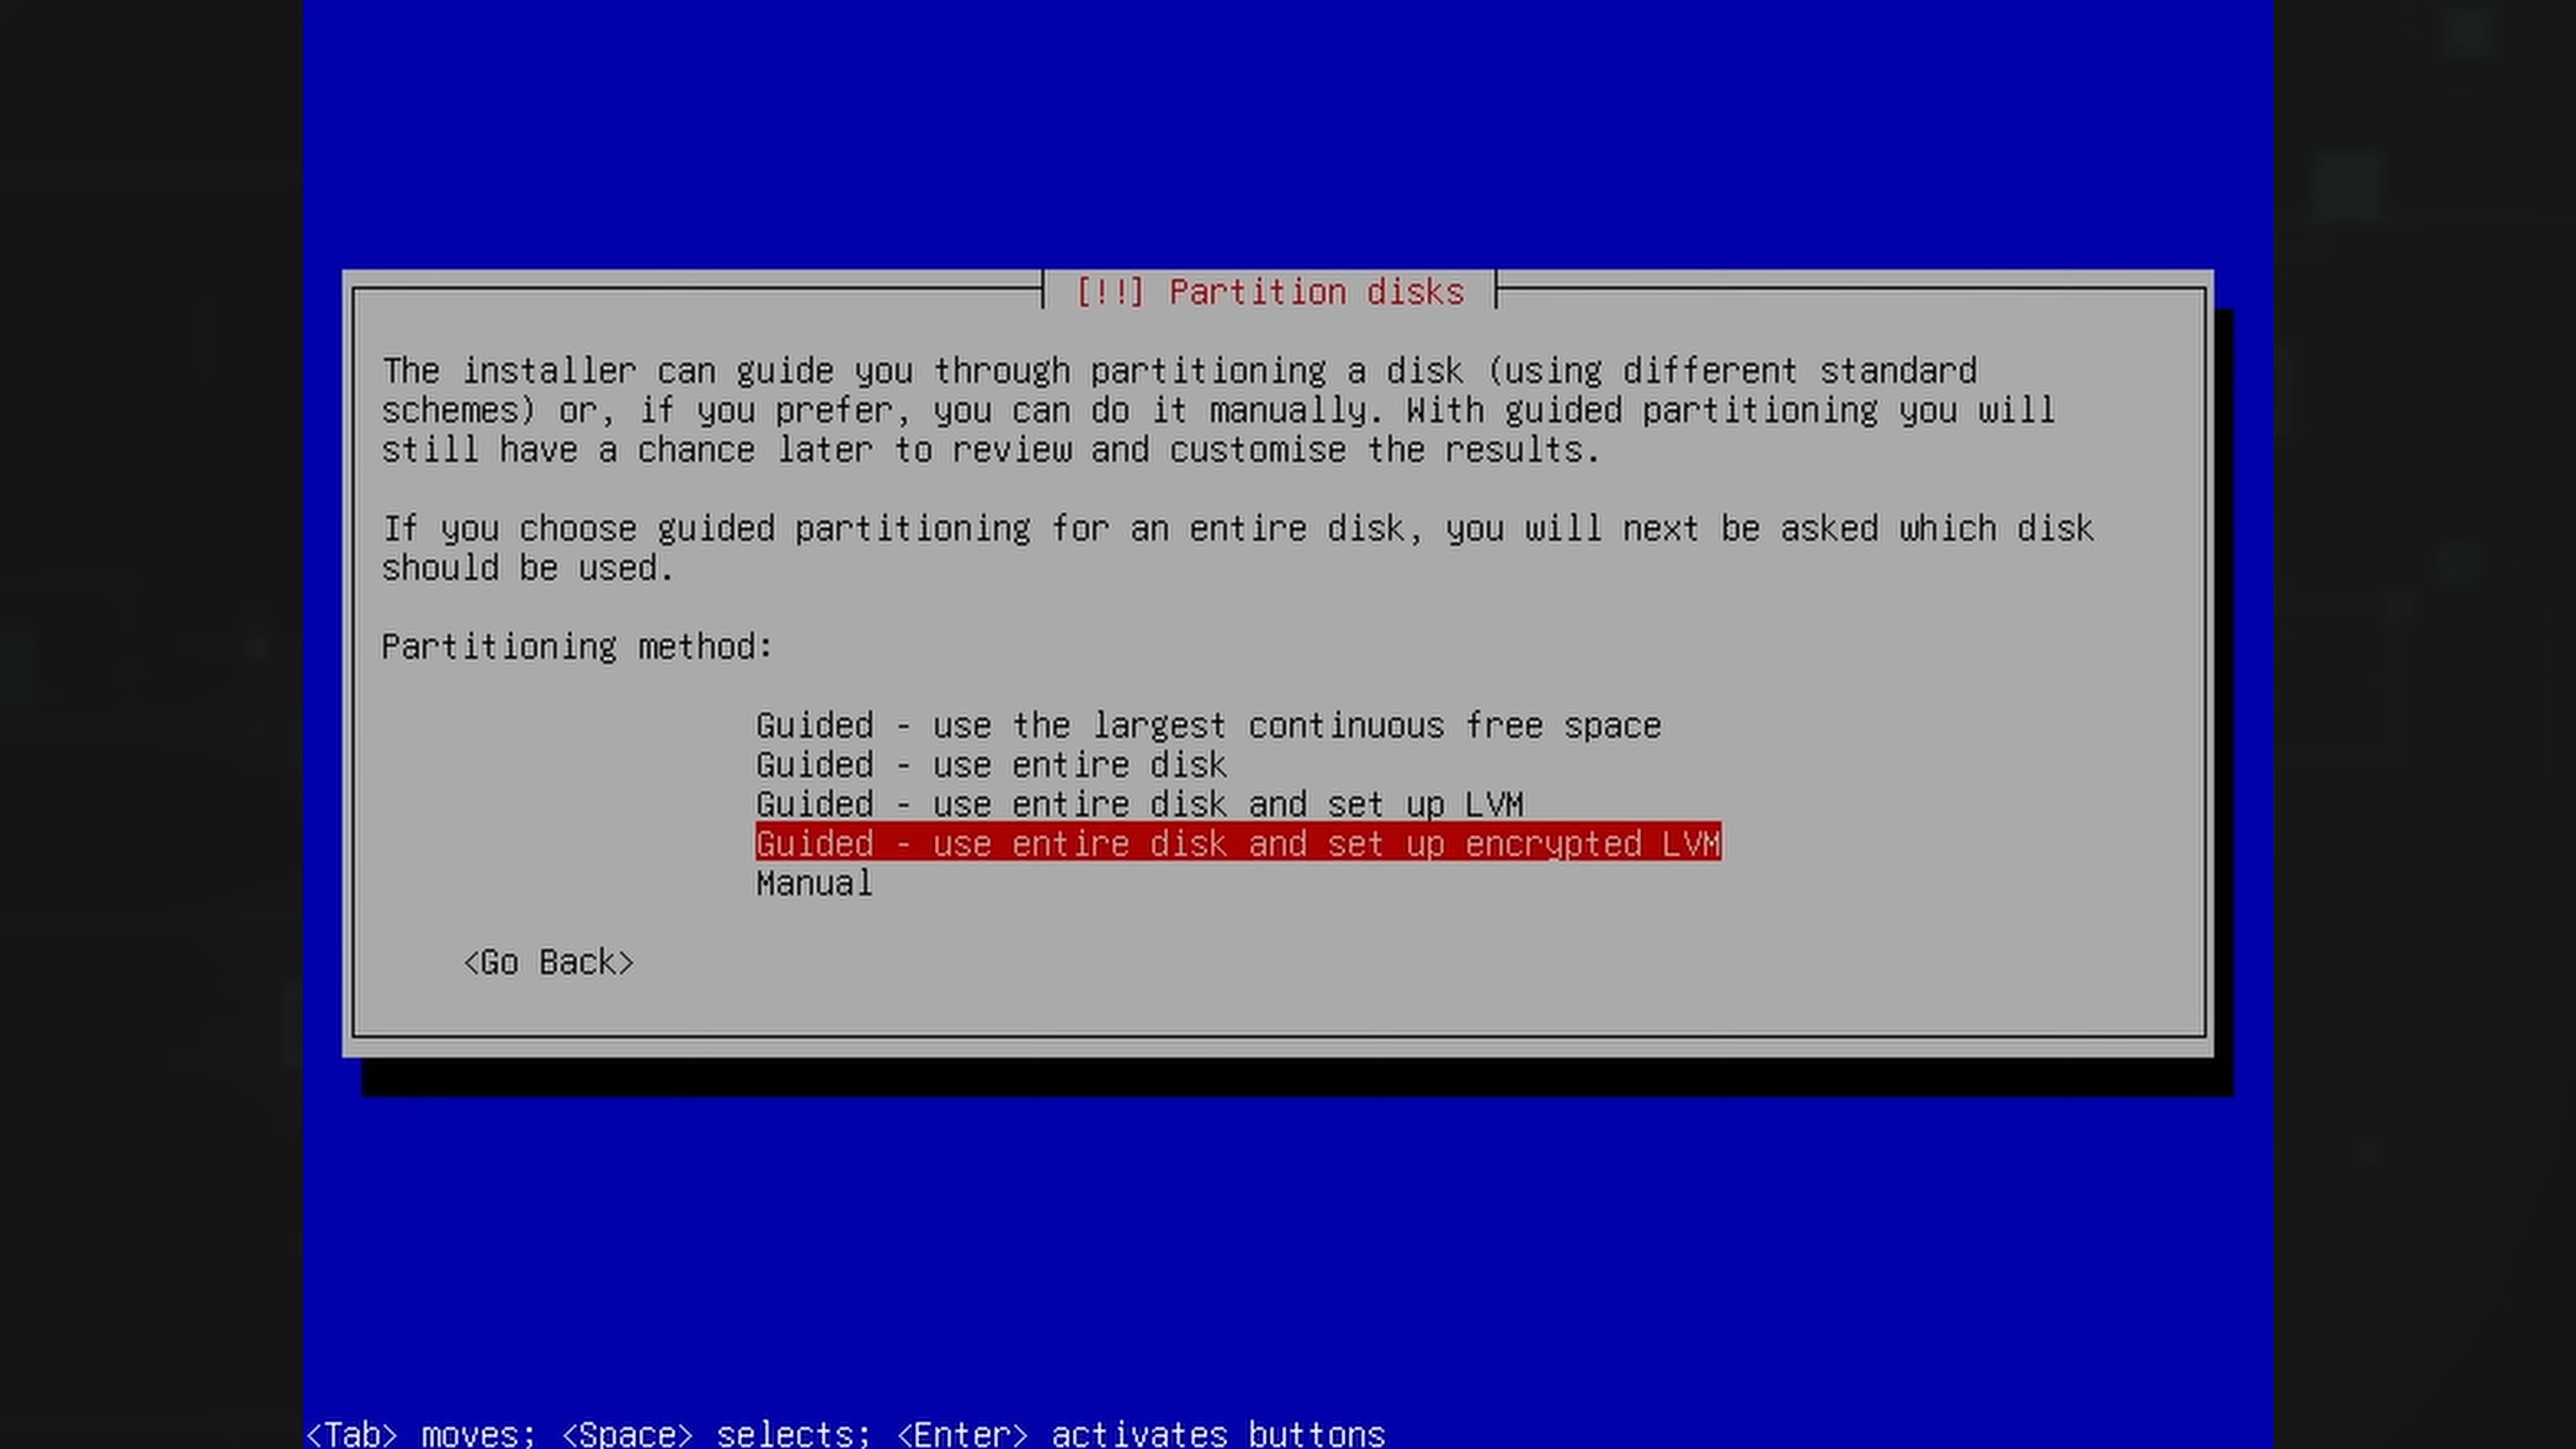 [!!] Partition disks
The installer can guide you through partitioning a disk (using different standard
schemes) or, if you prefer, you can do it manually. With guided partitioning you will
still have a chance later to review and customise the results.
If you choose guided partitioning for an entire disk, you will next be asked which disk
should be used.
Partitioning method:
Guided - use the largest continuous free space
Guided - use entire disk
Guided - use entire disk and set up LVM
Guided - use entire disk and set up encrypted LVM
Manual
<Go Back>
<Tab> moves; <Space> selects; <Enter> activates buttons